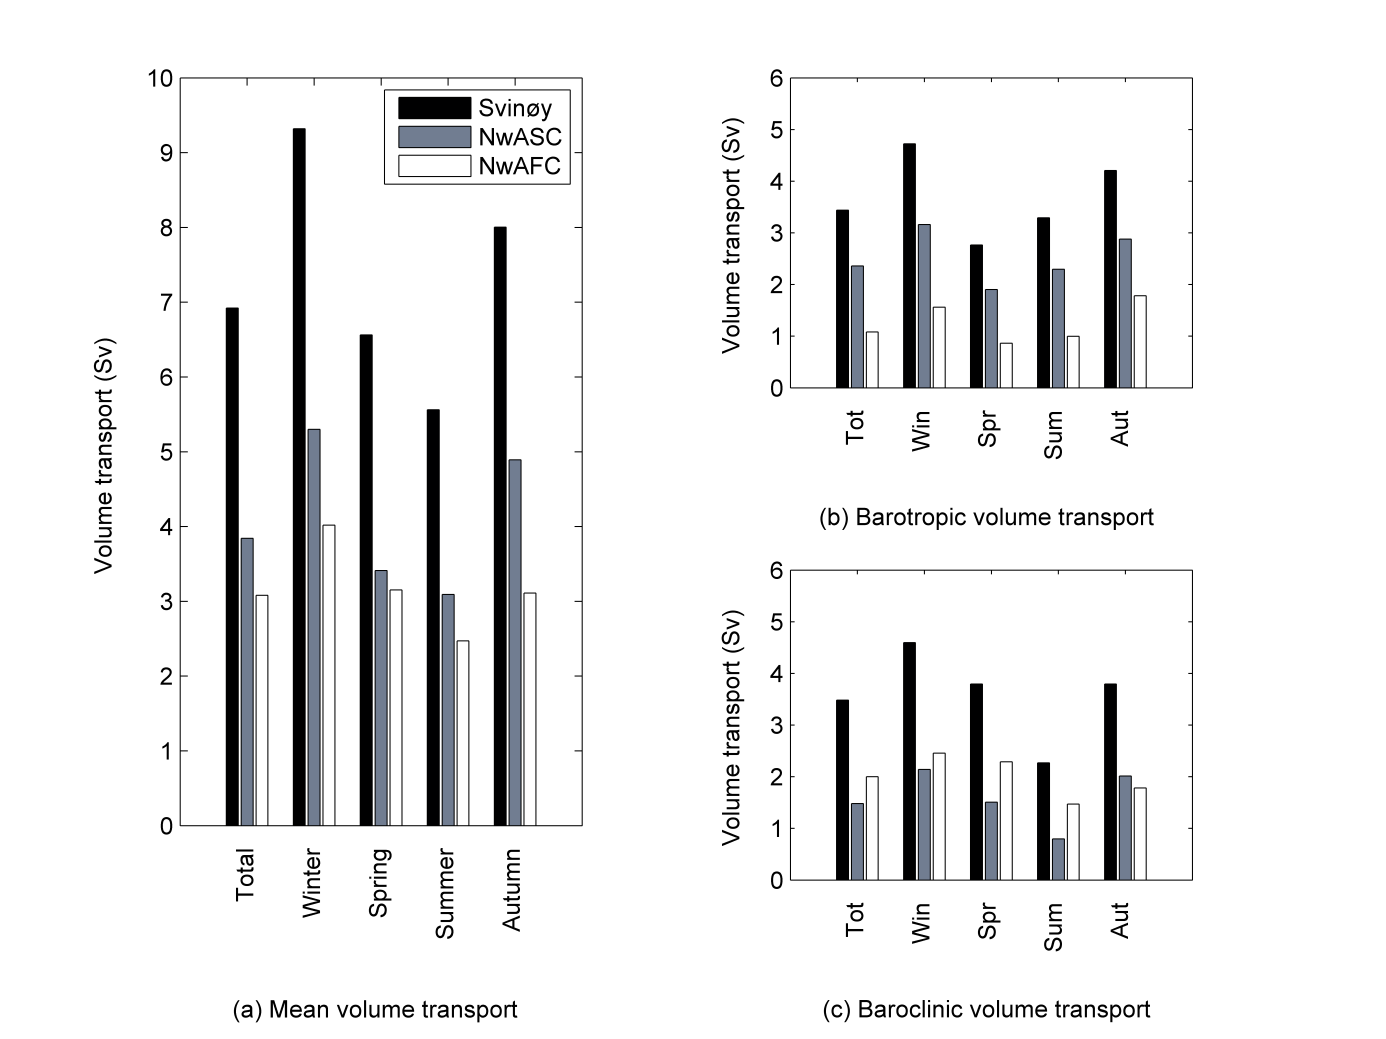 10
9
8
7
6
5
4
3
2
1
0
Volume transport (Sv)
Svinøy
NwASC
NwAFC
Total
Winter
Spring
Summer
Autumn
(a) Mean volume transport
6
5
4
3
2
1
0
Volume transport (Sv)
Tot
Win
Spr
Sum
Aut
(b) Barotropic volume transport
6
5
4
3
2
1
0
Volume transport (Sv)
Tot
Win
Spr
Sum
Aut
(c) Baroclinic volume transport